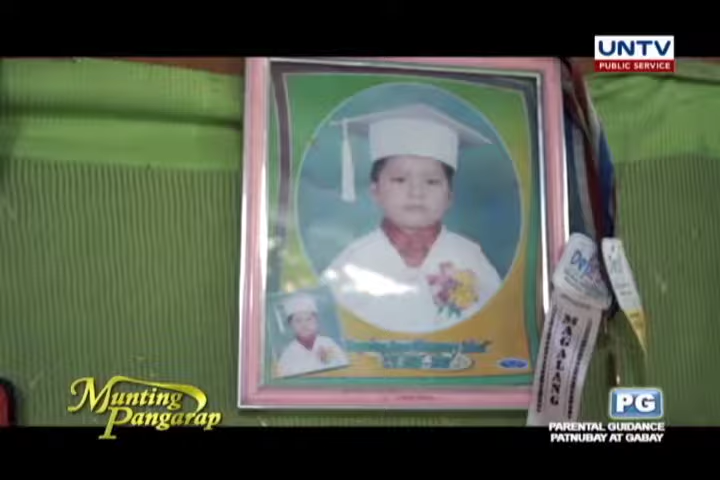 UNTV
PUBLIC SERVICE
MAGALANG
Munting
Pangarap
PG
PARENTAL GUIDANCE
PATNUBAY AT GABAY